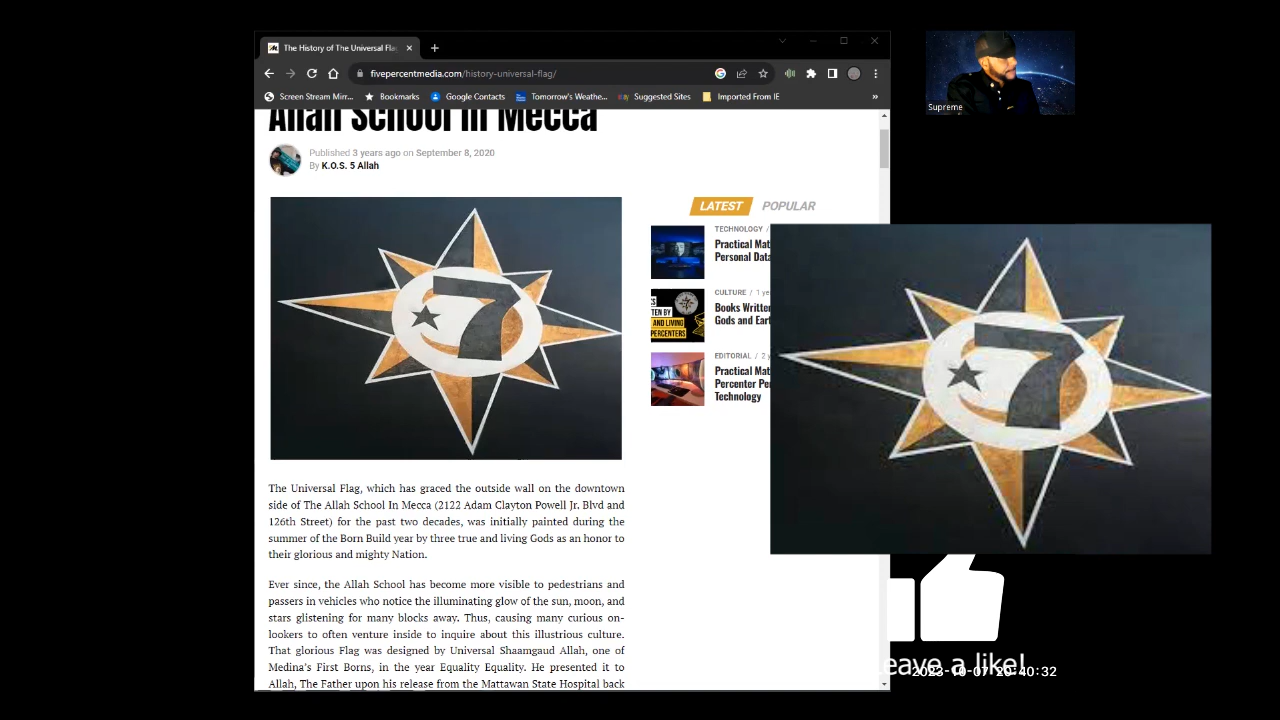 The History of The Universal Fla
fivepercentmedia.com/history-universal-flag/
Screen Stream Mirr...
Bookmarks
Google Contacts
Tomorrow's Weathe...
Suggested Sites
Imported From IE
»
Supreme
Allah School In Mecca
Published 3 years ago on September 8, 2020
By K.O.S. 5 Allah
LATEST
POPULAR
TECHNOLOGY /
Practical Mat
Personal Data
CULTURE / 1 ye
Books Written
Gods and Eart
TEN BY
AND LIVING
PERCENTERS
EDITORIAL / 2 y
Practical Mat
Percenter Pe
Technology
7
7
The Universal Flag, which has graced the outside wall on the downtown
side of The Allah School In Mecca (2122 Adam Clayton Powell Jr. Blvd and
126th Street) for the past two decades, was initially painted during the
summer of the Born Build year by three true and living Gods as an honor to
their glorious and mighty Nation.
Ever since, the Allah School has become more visible to pedestrians and
passers in vehicles who notice the illuminating glow of the sun, moon, and
stars glistening for many blocks away. Thus, causing many curious on-
lookers to often venture inside to inquire about this illustrious culture.
That glorious Flag was designed by Universal Shaamgaud Allah, one of
Medina's First Borns, in the year Equality Equality. He presented it to
Allah, The Father upon his release from the Mattawan State Hospital back
eave a like!
2023-10-07 20:40:32